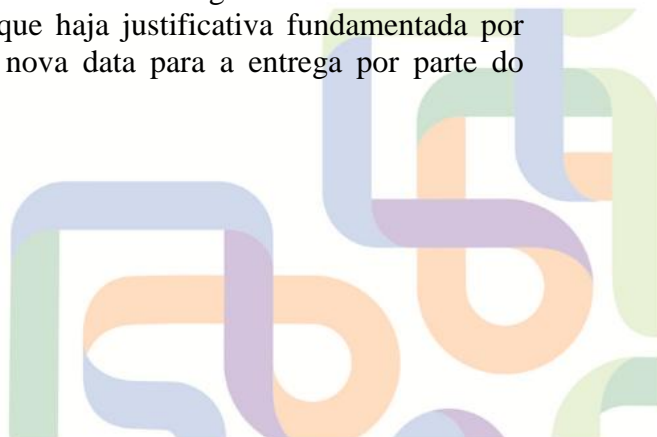 que haja justificativa fundamentada por
nova data para a entrega por parte do